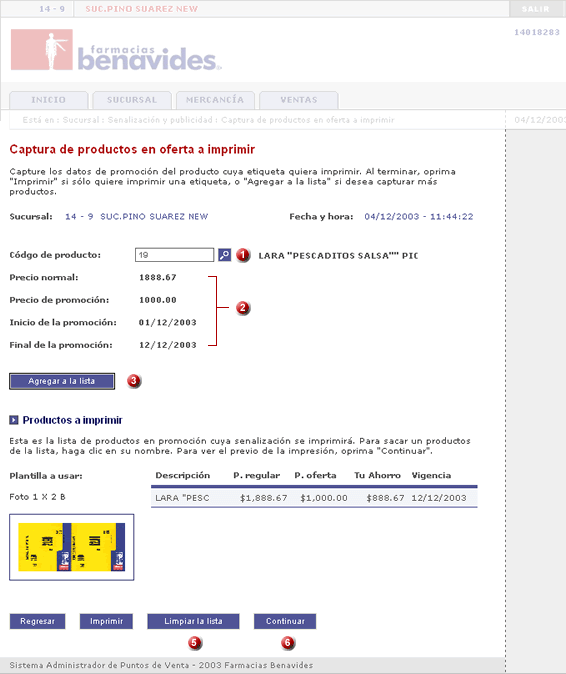 14 - 9 SUC.PINO SUAREZ NEW SALIR
14018283
farmacias
benavides
INICIO SUCURSAL MERCANCÍA VENTAS
Está en : Sucursal : Senalización y publicidad : Captura de productos en oferta a imprimir 04/12/2003
Captura de productos en oferta a imprimir
Capture los datos de promoción del producto cuya etiqueta quiera imprimir. Al terminar, oprima
"Imprimir" si sólo quiere imprimir una etiqueta, o "Agregar a la lista" si desea capturar más
productos.
Sucursal: 14 - 9 SUC.PINO SUAREZ NEW Fecha y hora: 04/12/2003 - 11:44:22
Códgo de producto: 19 1 LARA "PESCADITOS SALSA"" PIC
Precio normal: 1888.67
Precio de promoción: 1000.00 2
Inicio de la promoción: 01/12/2003
Final de la promoción: 12/12/2003
Agregar a la lista 3
Productos a imprimir
Esta es la lista de productos en promoción cuya senalización se imprimirá. Para sacar un productos
de la lista, haga clic en su nombre. Para ver el previo de la impresión, oprima "Continuar".
Plantilla a usar: Descripción P. regular P. oferta Tu Ahorro Vigencia
Foto 1 X 2 B LARA "PESC $1,888.67 $1,000.00 $888.67 12/12/2003
Regresar Imprimir Limpiar la lista Continuar
5 6
Sistema Administrador de Puntos de Venta - 2003 Farmacias Benavides